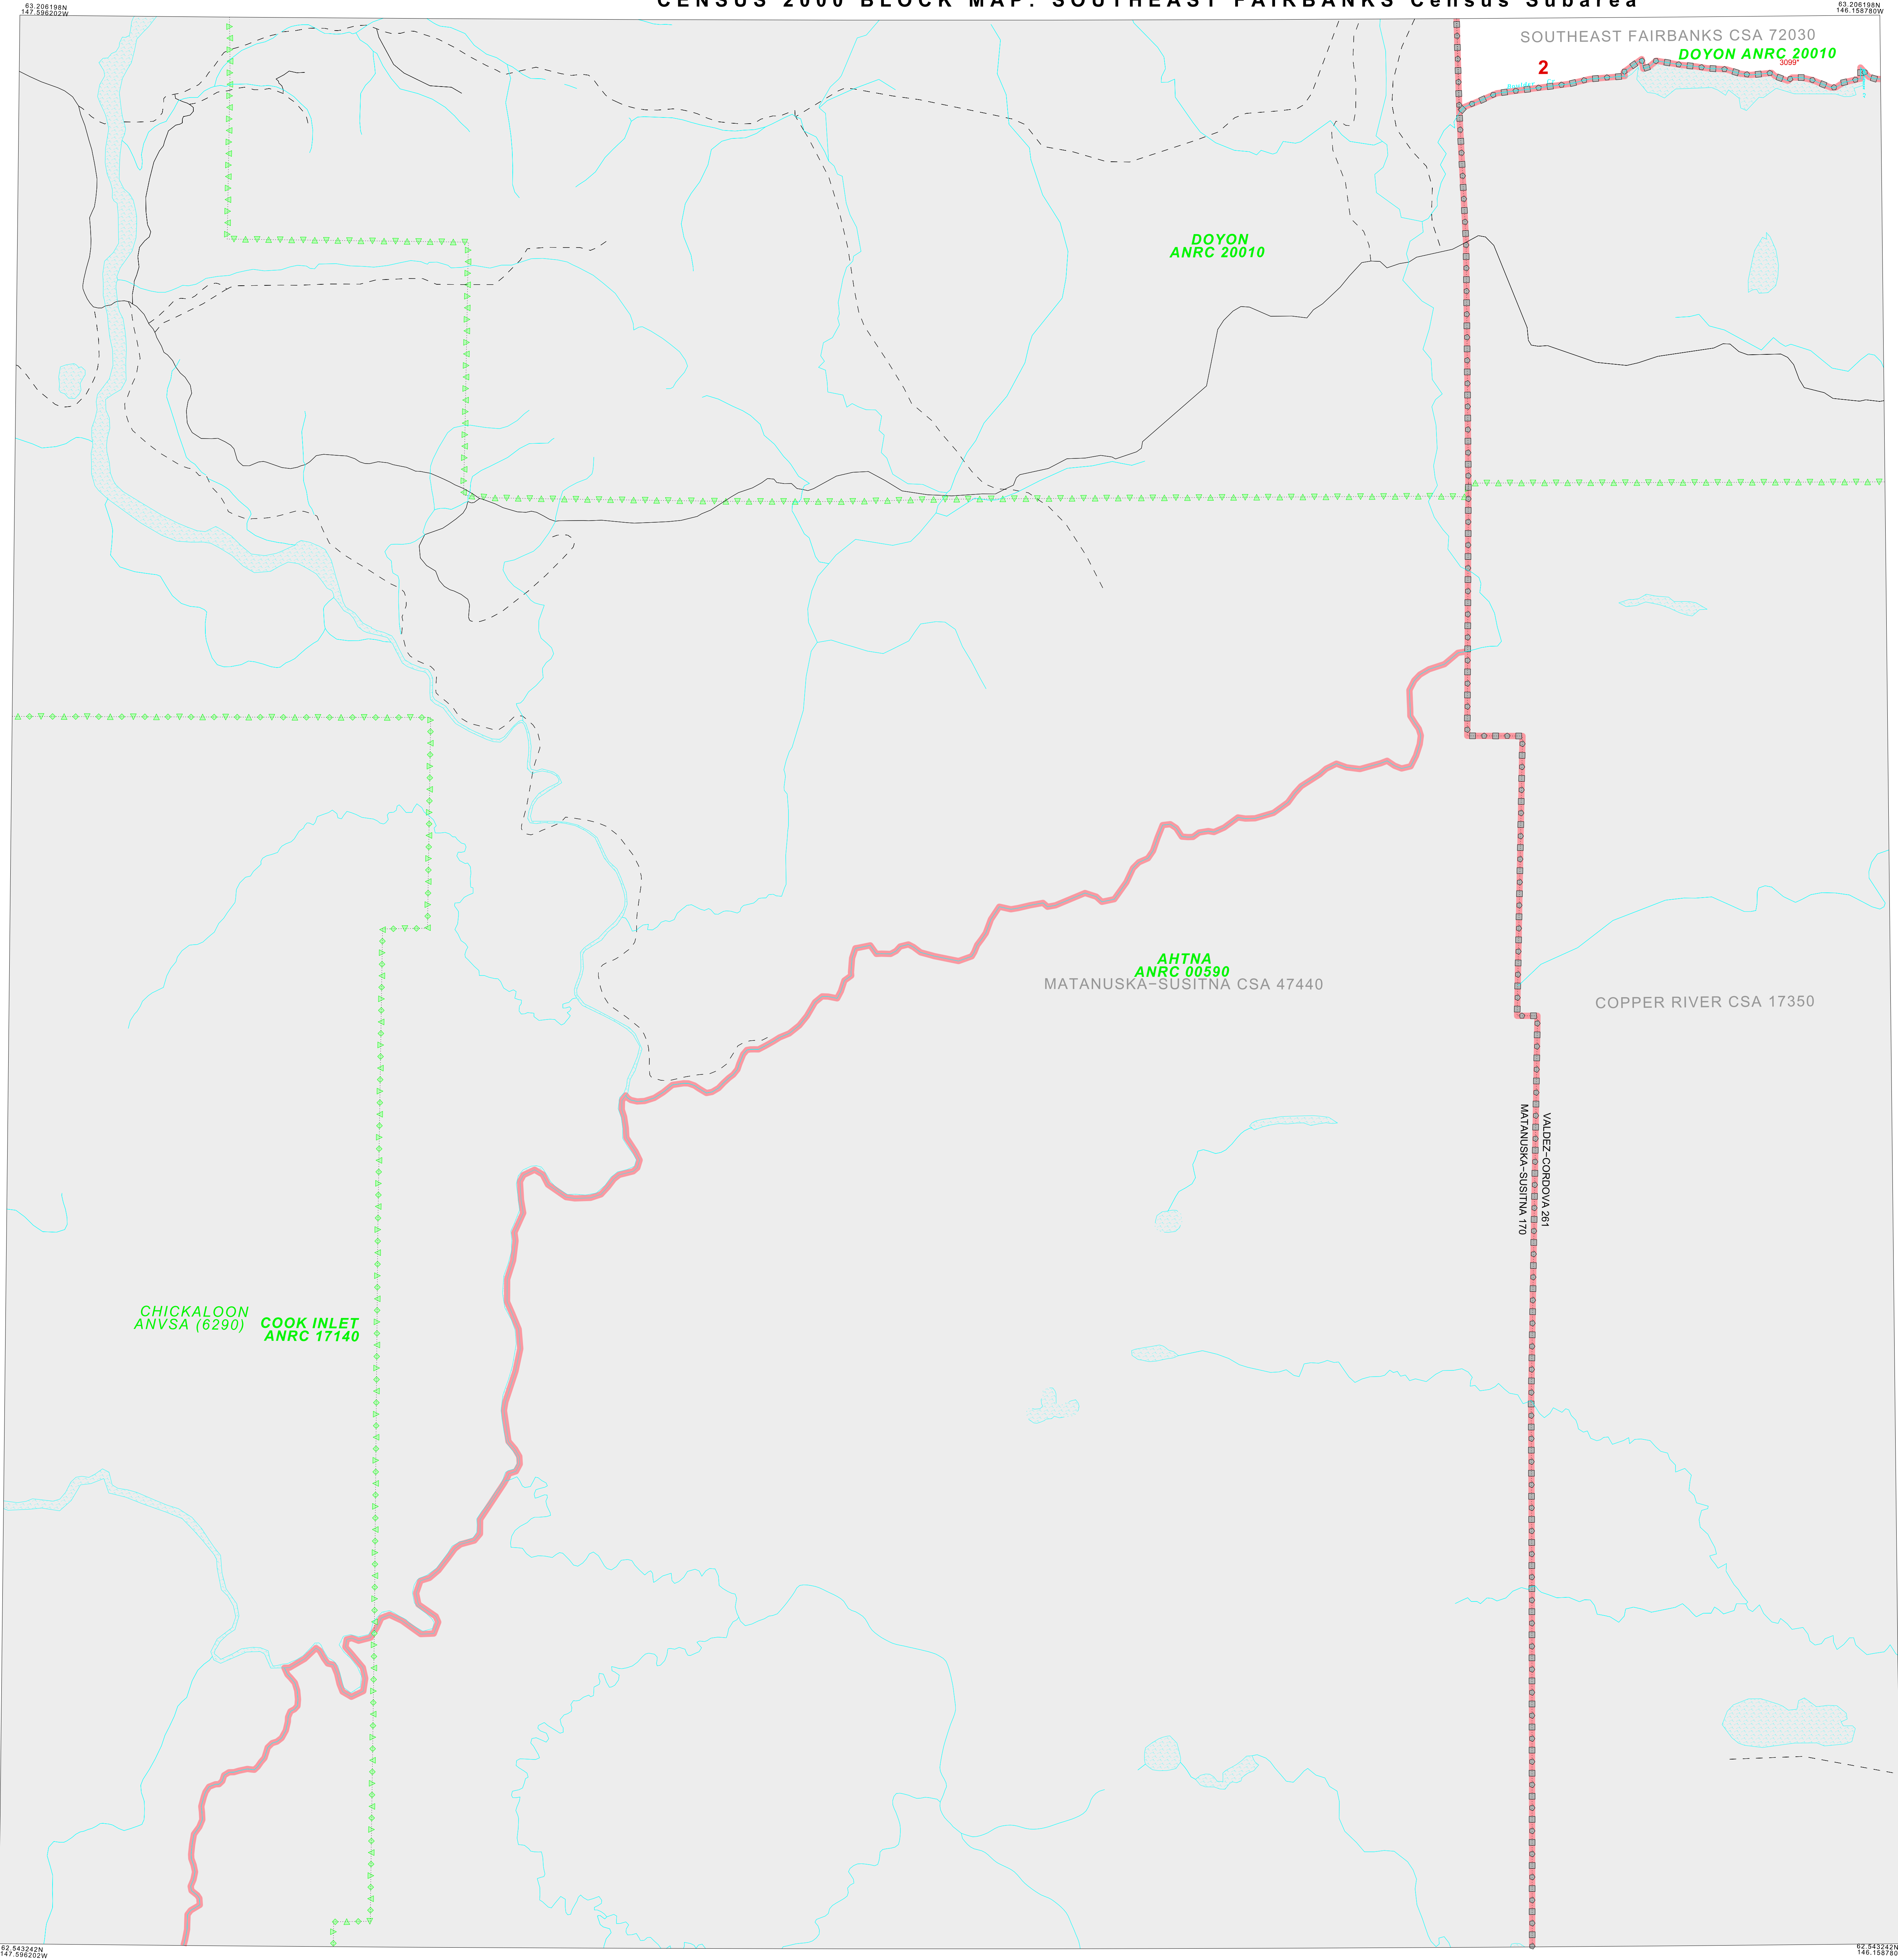 CENSUS 2000 BLOCK MAP: SOUTHEAST FAIRBANKS Census Subarea
63.206198N
147.596202W
63.206198N
146.158780W
SOUTHEAST FAIRBANKS CSA 72030
DOYON ANRC 20010
3099*
2
DOYON
ANRC 20010
AHTNA
ANRC 00590
MATANUSKA-SUSITNA CSA 47440
COPPER RIVER CSA 17350
VALDEZ-CORDOVA 261
MATANUSKA-SUSITNA 170
CHICKALOON
ANVSA (6290)
COOK INLET
ANRC 17140
62.543242N
147.596202W
62.543242N
146.158780